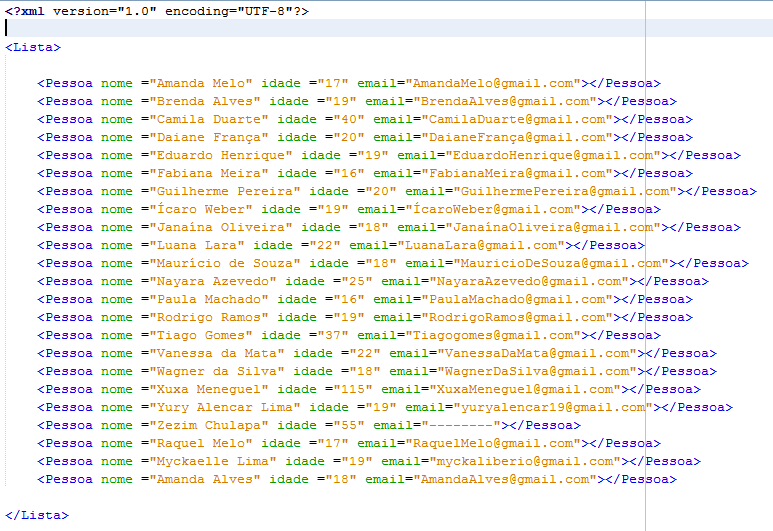 <?xml version="1.0" encoding="UTF-8"?>
<Lista>
<Pessoa nome ="Amanda Melo" idade ="17" email="AmandaMelo@gmail.com"></Pessoa>
<Pessoa nome ="Brenda Alves" idade ="19" email="BrendaAlves@gmail.com"></Pessoa>
<Pessoa nome ="Camila Duarte" idade ="40" email="CamilaDuarte@gmail.com"></Pessoa>
<Pessoa nome ="Daiane França" idade ="20" email="DaianeFrança@gmail.com"></Pessoa>
<Pessoa nome ="Eduardo Henrique" idade ="19" email="EduardoHenrique@gmail.com"></Pessoa>
<Pessoa nome ="Fabiana Meira" idade ="16" email="FabianaMeira@gmail.com"></Pessoa>
<Pessoa nome ="Guilherme Pereira" idade ="20" email="GuilhermePereira@gmail.com"></Pessoa>
<Pessoa nome ="Ícaro Weber" idade ="19" email="ÍcaroWeber@gmail.com"></Pessoa>
<Pessoa nome ="Janaína Oliveira" idade ="18" email="JanaínaOliveira@gmail.com"></Pessoa>
<Pessoa nome ="Luana Lara" idade ="22" email="LuanaLara@gmail.com"></Pessoa>
<Pessoa nome ="Maurício de Souza" idade ="18" email="MauricioDeSouza@gmail.com"></Pessoa>
<Pessoa nome ="Nayara Azevedo" idade ="25" email="NayaraAzevedo@gmail.com"></Pessoa>
<Pessoa nome ="Paula Machado" idade ="16" email="PaulaMachado@gmail.com"></Pessoa>
<Pessoa nome ="Rodrigo Ramos" idade ="19" email="RodrigoRamos@gmail.com"></Pessoa>
<Pessoa nome ="Tiago Gomes" idade ="37" email="Tiagogomes@gmail.com"></Pessoa>
<Pessoa nome ="Vanessa da Mata" idade ="22" email="VanessaDaMata@gmail.com"></Pessoa>
<Pessoa nome ="Wagner da Silva" idade ="18" email="WagnerDaSilva@gmail.com"></Pessoa>
<Pessoa nome ="Xuxa Meneguel" idade ="115" email="XuxaMeneguel@gmail.com"></Pessoa>
<Pessoa nome ="Yury Alencar Lima" idade ="19" email="yuryalencar19@gmail.com"></Pessoa>
<Pessoa nome ="Zezim Chulapa" idade ="55" email="--------"></Pessoa>
<Pessoa nome ="Raquel Melo" idade ="17" email="RaquelMelo@gmail.com"></Pessoa>
<Pessoa nome ="Myckaelle Lima" idade ="19" email="myckaliberio@gmail.com"></Pessoa>
<Pessoa nome ="Amanda Alves" idade ="18" email="AmandaAlves@gmail.com"></Pessoa>
</Lista>